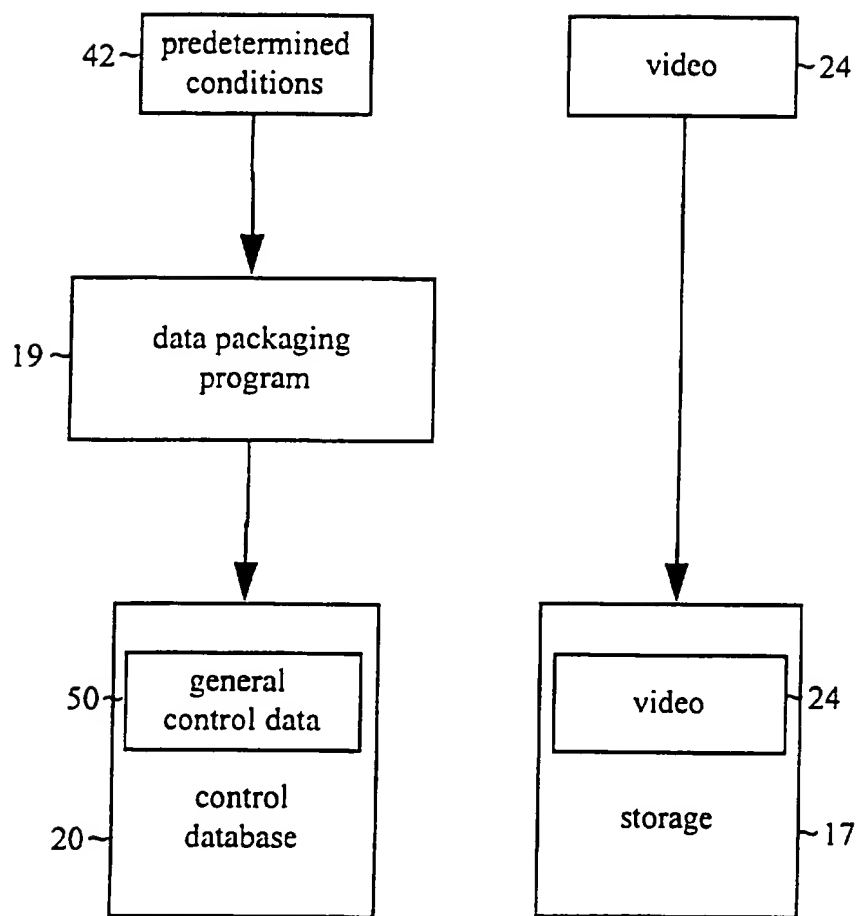 42~ predetermined conditions
video ~24
19~ data packaging program
50~ general control data
control database
20~
video ~24
storage
~17